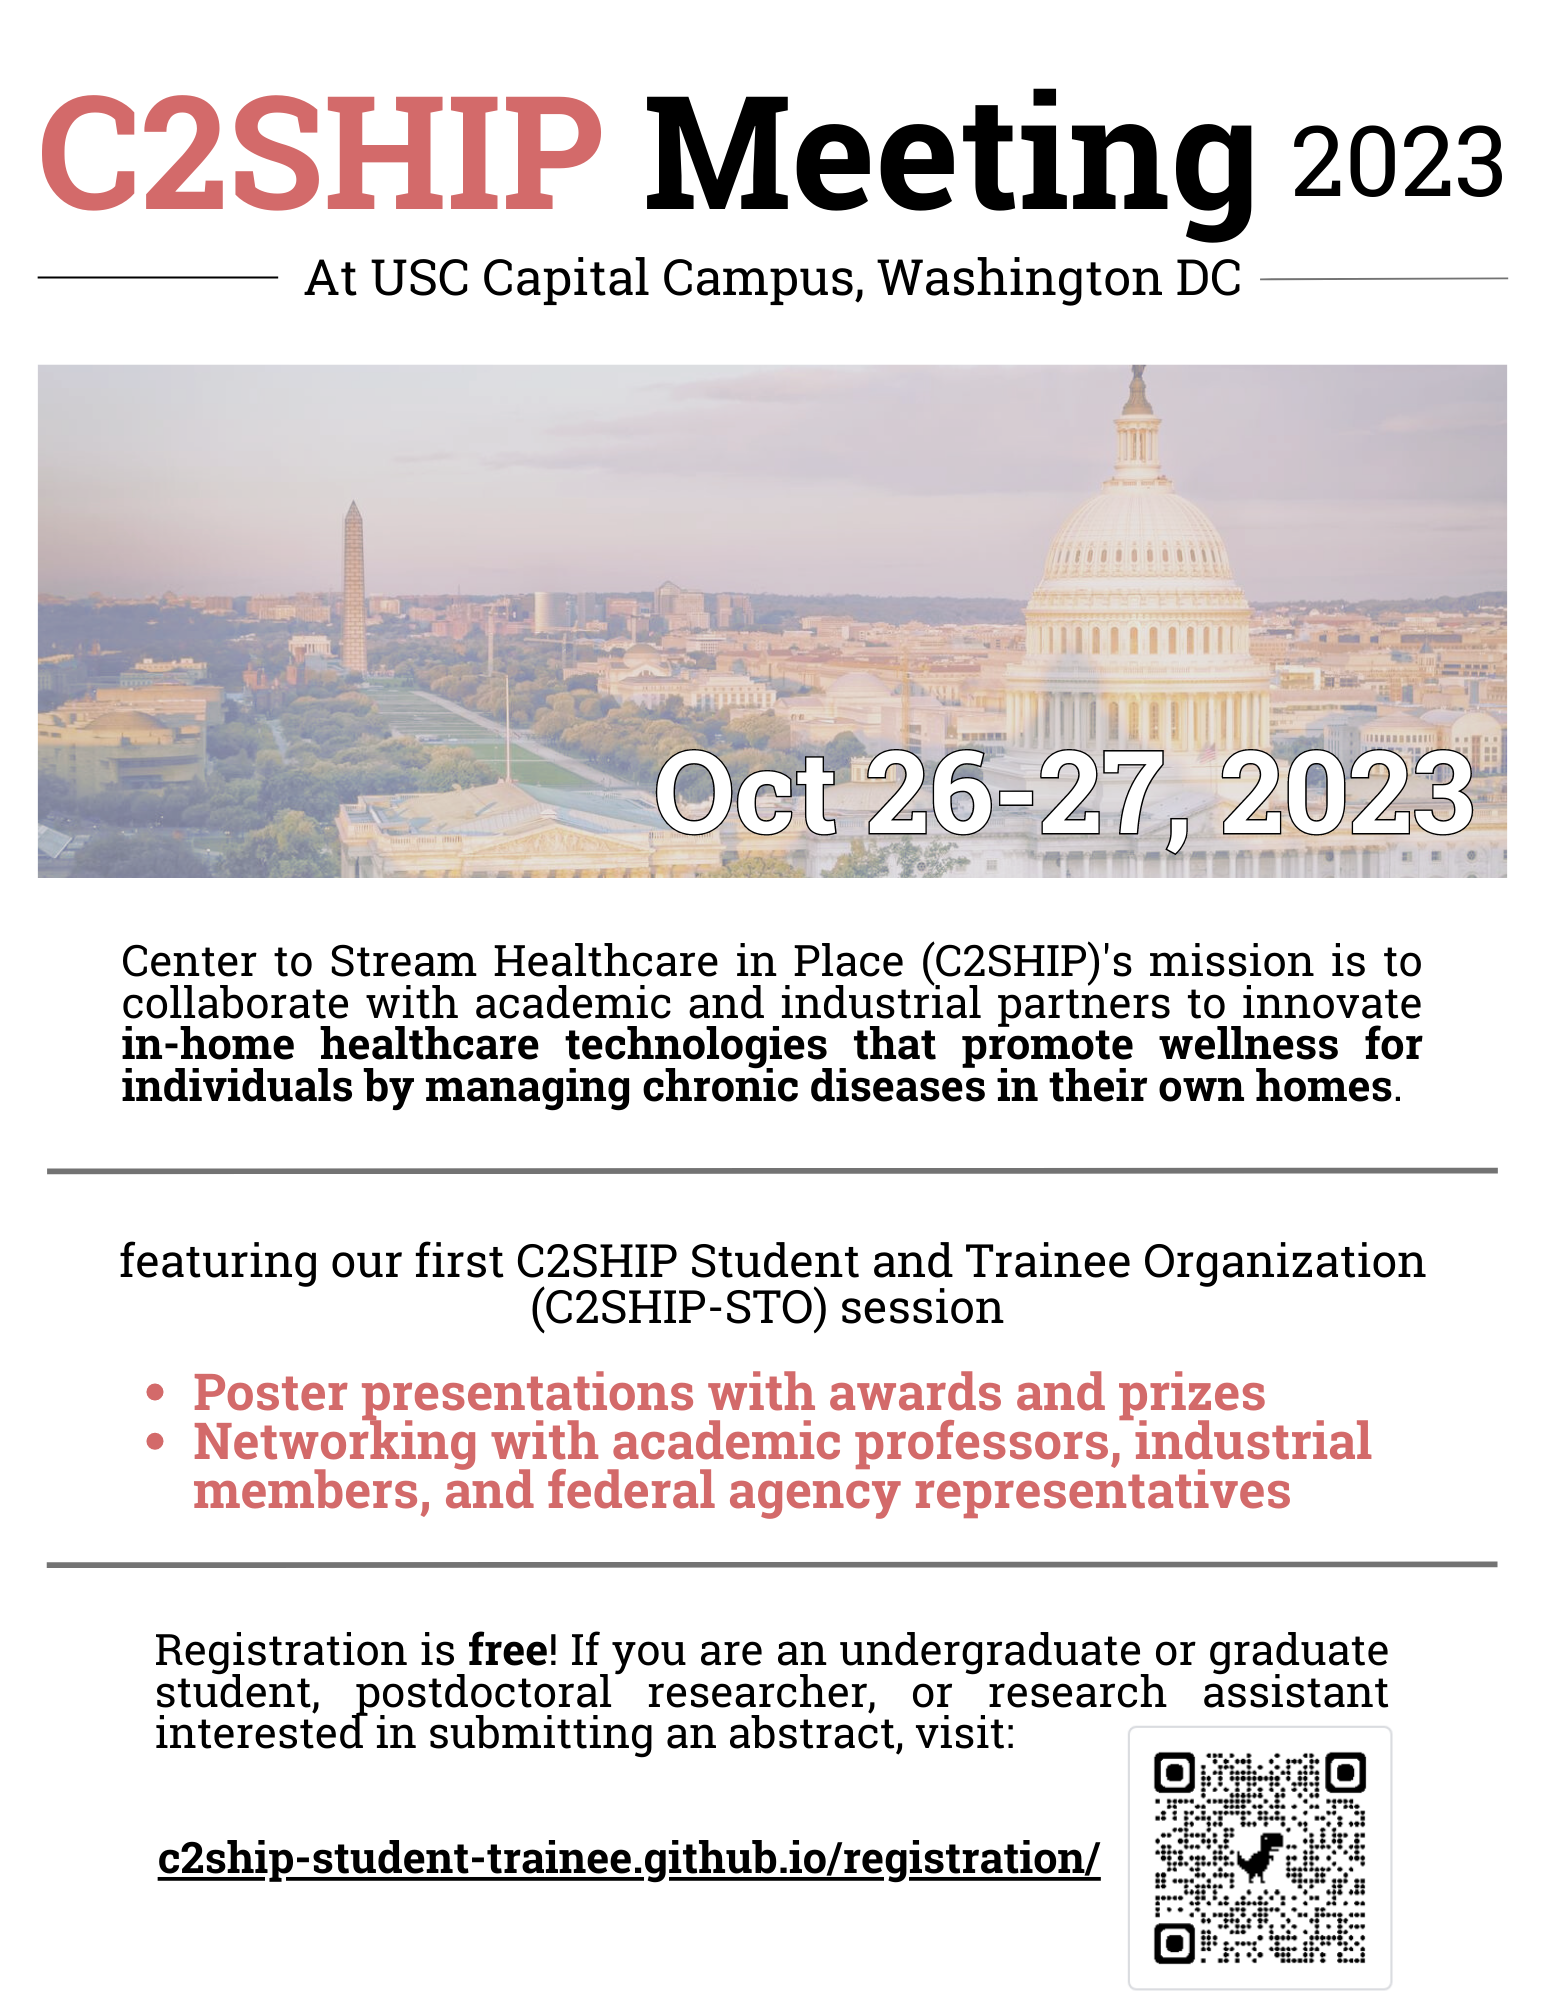 C2SHIP Meeting 2023
At USC Capital Campus, Washington DC
Oct 26-27, 2023
Center to Stream Healthcare in Place (C2SHIP)'s mission is to
collaborate with academic and industrial partners to innovate
in-home healthcare technologies that promote wellness for
individuals by managing chronic diseases in their own homes.
featuring our first C2SHIP Student and Trainee Organization
(C2SHIP-STO) session
• Poster presentations with awards and prizes
• Networking with academic professors, industrial
members, and federal agency representatives
Registration is free! If you are an undergraduate or graduate
student, postdoctoral researcher, or research assistant
interested in submitting an abstract, visit:
c2ship-student-trainee.github.io/registration/